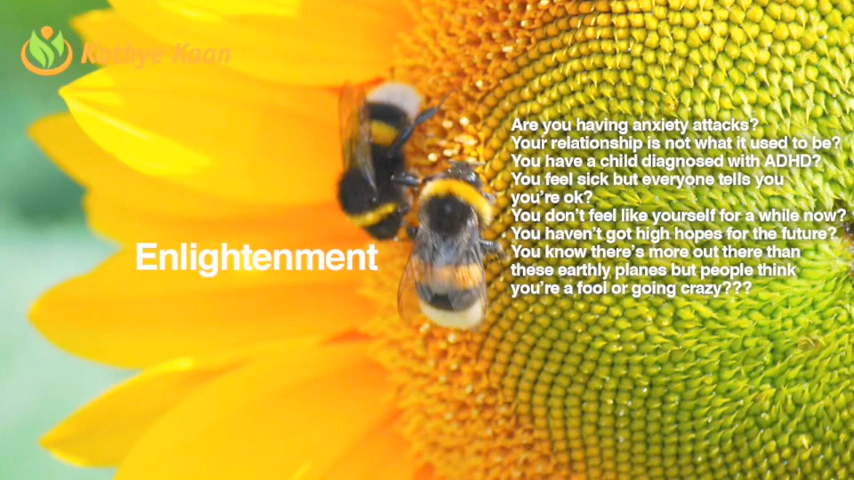 Kathye Kaan
Are you having anxiety attacks?
Your relationship is not what it used to be?
You have a child diagnosed with ADHD?
You feel sick but everyone tells you
you're ok?
You don't feel like yourself for a while now?
You haven't got high hopes for the future?
You know there's more out there than
these earthly planes but people think
you're a fool or going crazy???
Enlightenment